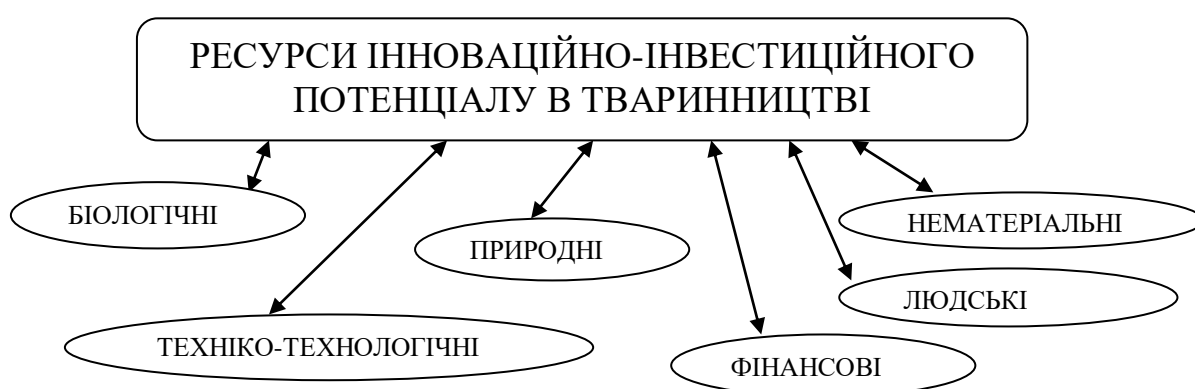 РЕСУРСИ ІННОВАЦІЙНО-ІНВЕСТИЦІЙНОГО
ПОТЕНЦІАЛУ В ТВАРИННИЦТВІ
БІОЛОГІЧНІ
НЕМАТЕРІАЛЬНІ
ПРИРОДНІ
ЛЮДСЬКІ
ТЕХНІКО-ТЕХНОЛОГІЧНІ
ФІНАНСОВІ